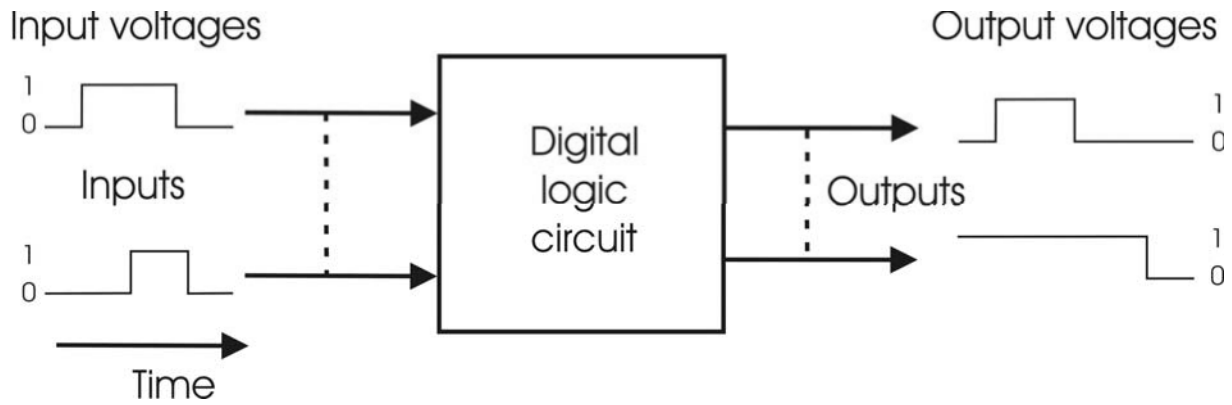 Input voltages
Output voltages
1
0
1
0
Digital
logic
circuit
Inputs
Outputs
1
0
1
0
Time